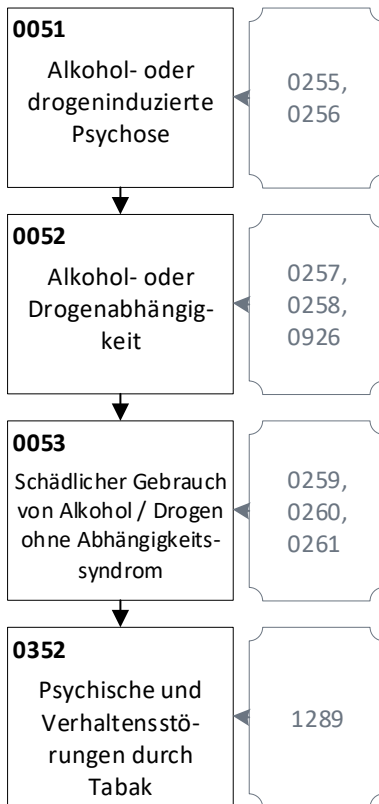 0051
Alkohol- oder
drogeninduzierte
Psychose
0255,
0256
0052
Alkohol- oder
Drogenabhängig-
keit
0257,
0258,
0926
0053
Schädlicher Gebrauch
von Alkohol / Drogen
ohne Abhängigkeits-
syndrom
0259,
0260,
0261
0352
Psychische und
Verhaltensstö-
rungen durch
Tabak
1289